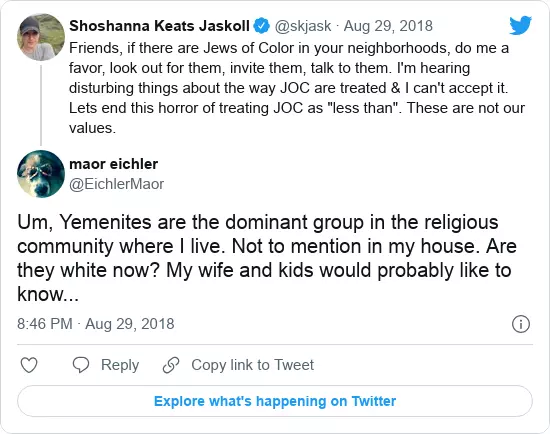 Shoshanna Keats Jaskoll @skjask · Aug 29, 2018
Friends, if there are Jews of Color in your neighborhoods, do me a
favor, look out for them, invite them, talk to them. I'm hearing
disturbing things about the way JOC are treated & I can't accept it.
Lets end this horror of treating JOC as "less than". These are not our
values.
maor eichler
@EichlerMaor
Um, Yemenites are the dominant group in the religious
community where I live. Not to mention in my house. Are
they white now? My wife and kids would probably like to
know...
8:46 PM · Aug 29, 2018
Reply Copy link to Tweet
Explore what's happening on Twitter